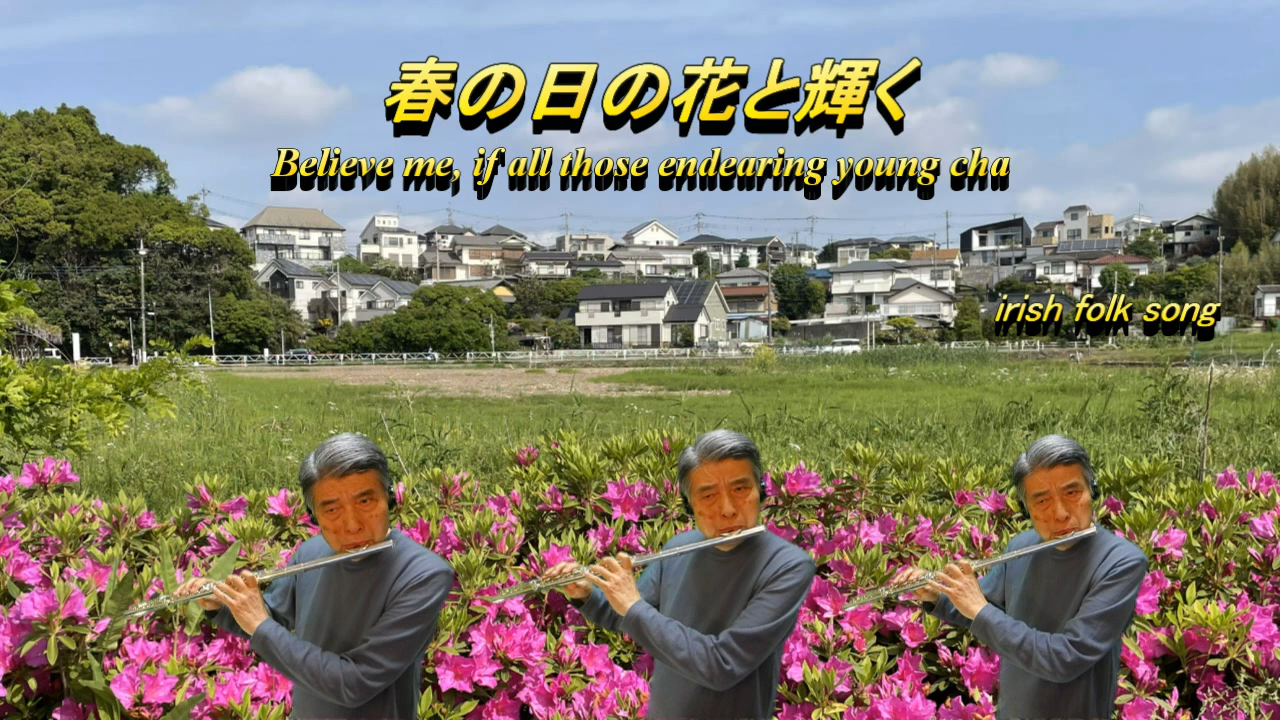 春の日の花と輝く
Believe me, if all those endearing young cha
irish folk song